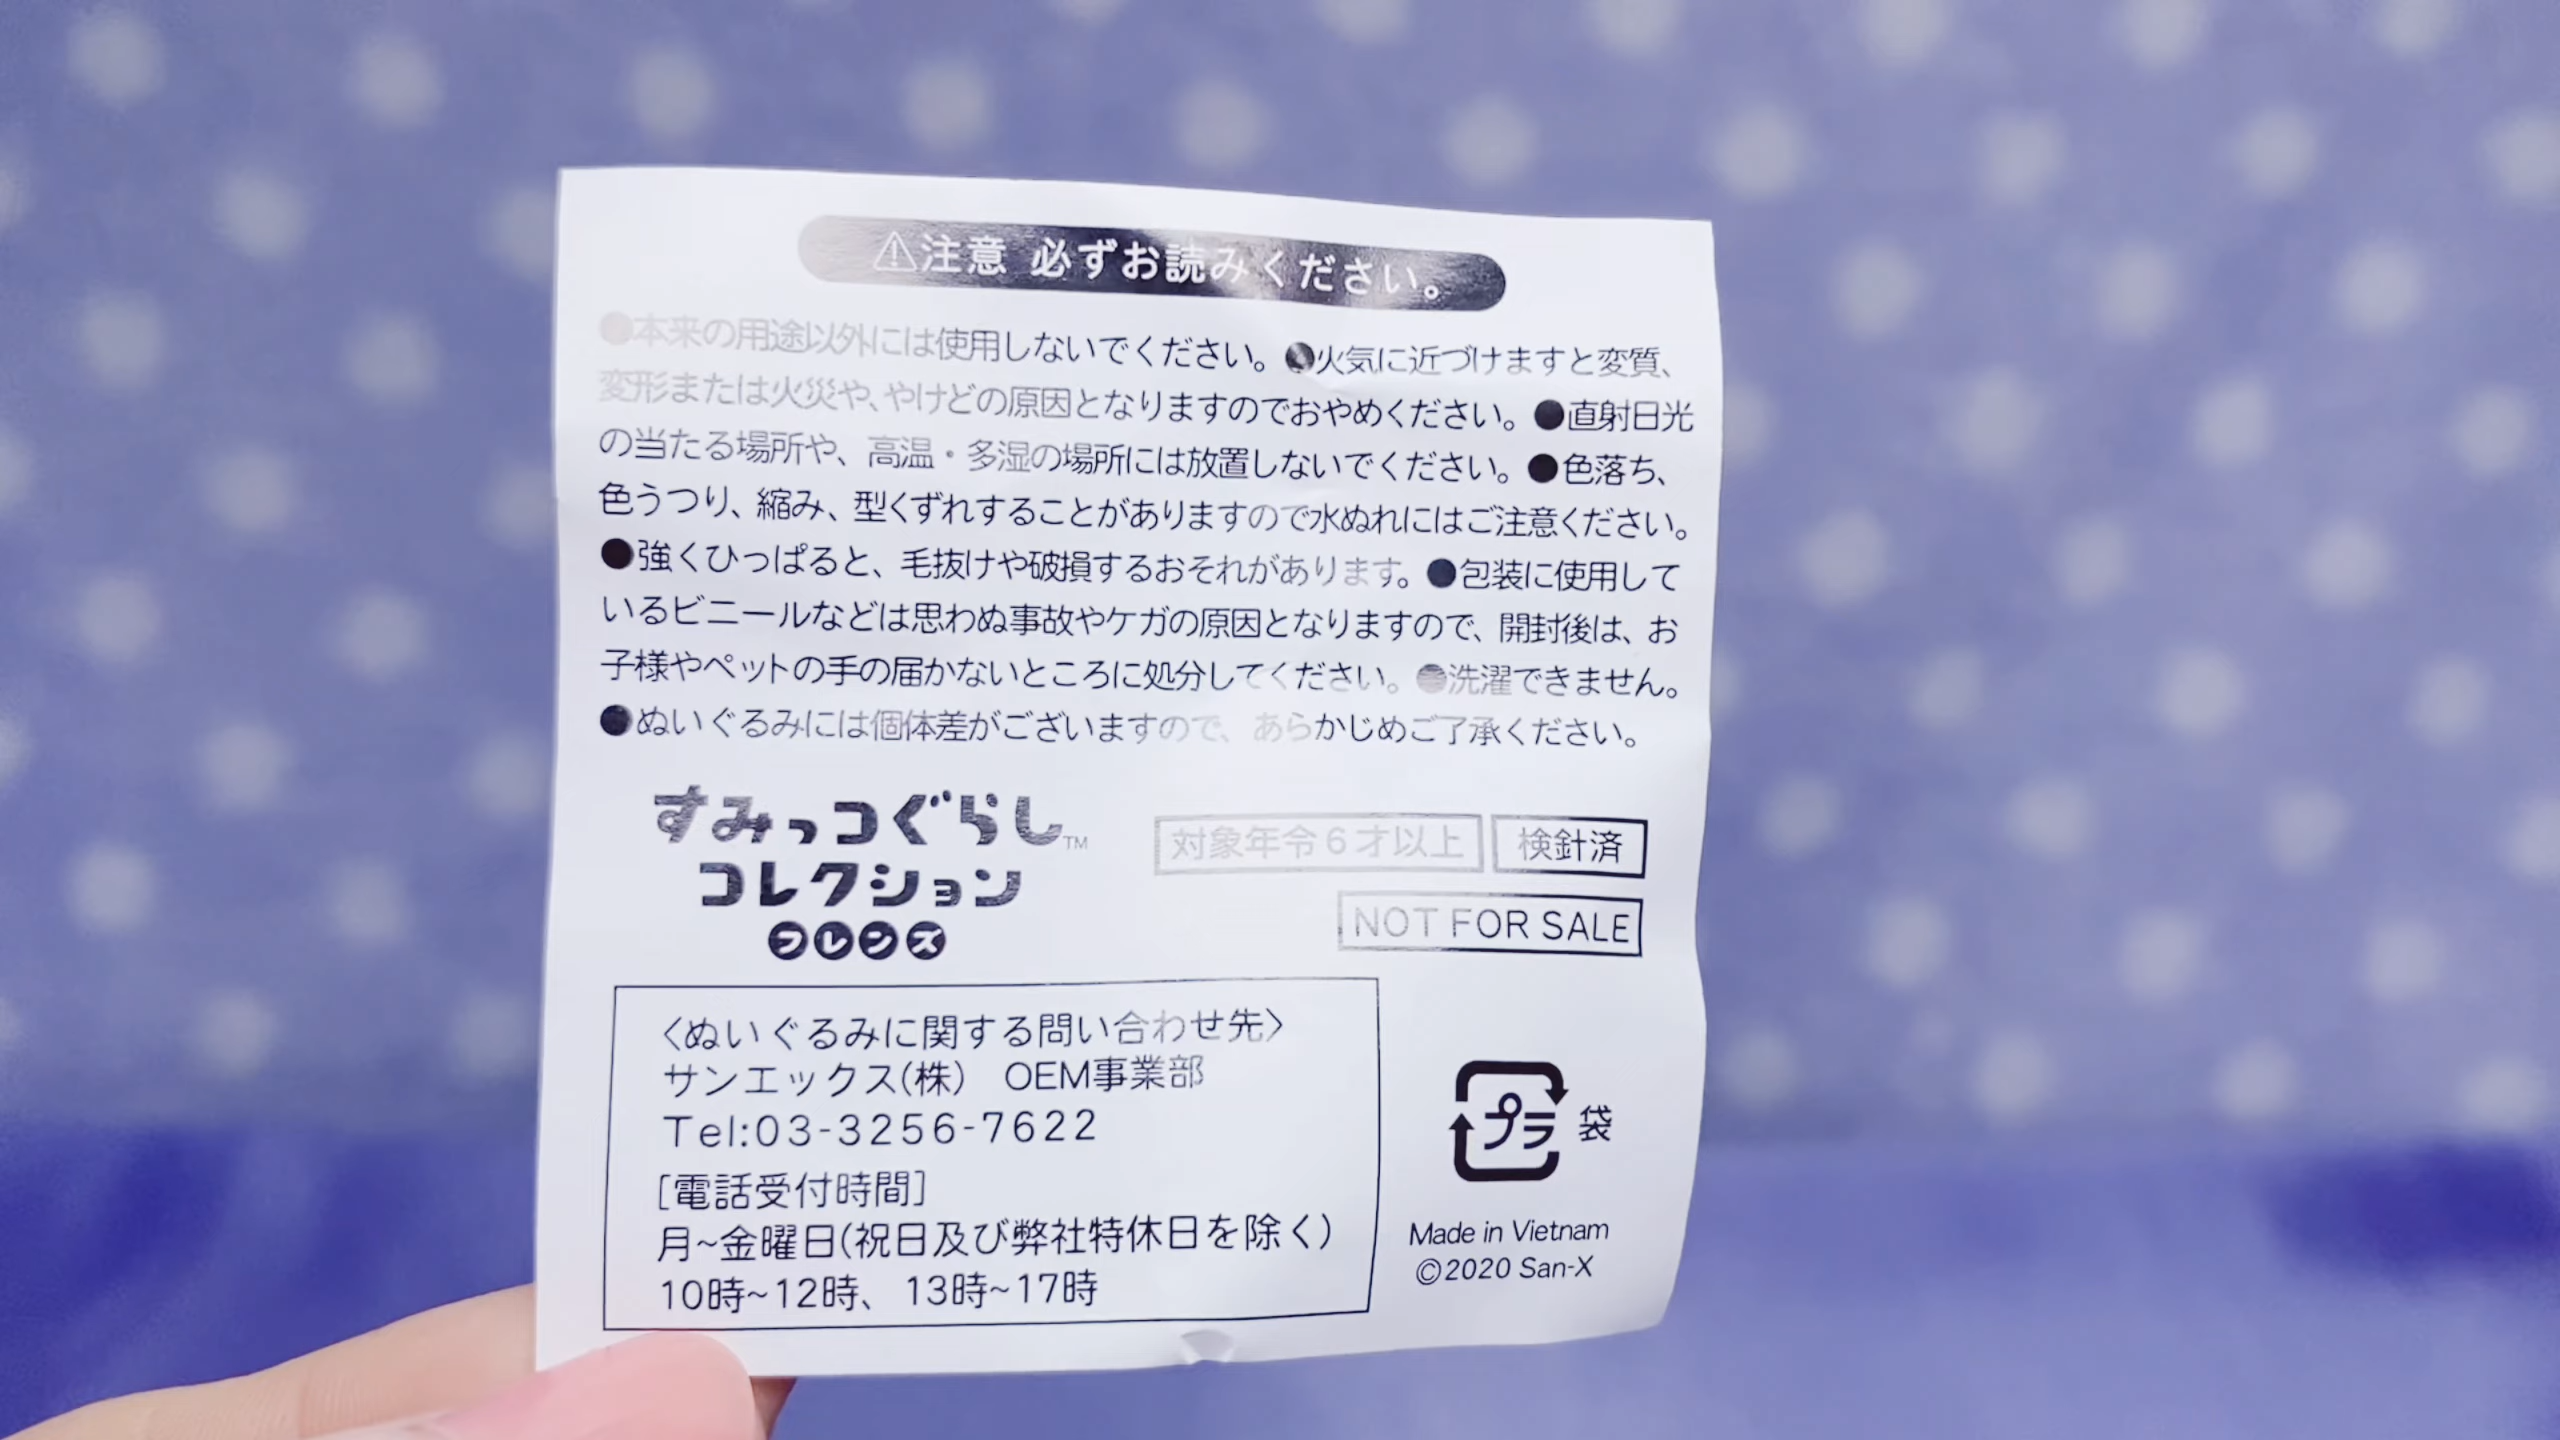 ⚠注意 必ずお読みください。
●本来の用途以外には使用しないでください。●火気に近づけますと変質、
変形または火災や、やけどの原因となりますのでおやめください。●直射日光
の当たる場所や、高温・多湿の場所には放置しないでください。●色落ち、
色うつり、縮み、型くずれすることがありますので水ぬれにはご注意ください。
●強くひっぱると、毛抜けや破損するおそれがあります。●包装に使用して
いるビニールなどは思わぬ事故やケガの原因となりますので、開封後は、お
子様やペットの手の届かないところに処分してください。●洗濯できません。
●ぬいぐるみには個体差がございますので、あらかじめご了承ください。
すみっコぐらし™
コレクション
フレンズ
対象年令6才以上 検針済
NOT FOR SALE
〈ぬいぐるみに関する問い合わせ先〉
サンエックス(株) OEM事業部
Tel:03-3256-7622
[電話受付時間]
月~金曜日(祝日及び弊社特休日を除く)
10時~12時、13時~17時
プラ 袋
Made in Vietnam
©2020 San-X